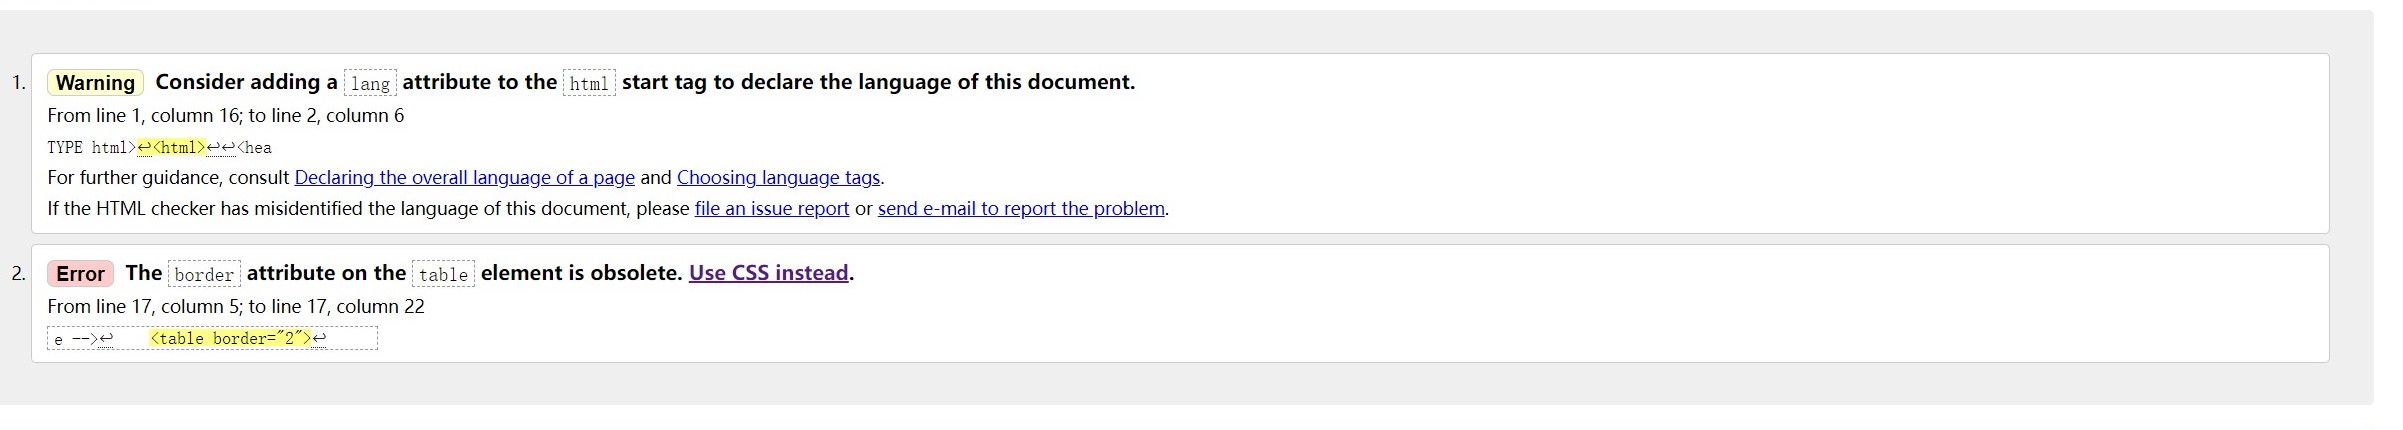 1. Warning Consider adding a lang attribute to the html start tag to declare the language of this document.
From line 1, column 16; to line 2, column 6
TYPE html>↩<html>↩↩<hea
For further guidance, consult Declaring the overall language of a page and Choosing language tags.
If the HTML checker has misidentified the language of this document, please file an issue report or send e-mail to report the problem.
2. Error The border attribute on the table element is obsolete. Use CSS instead.
From line 17, column 5; to line 17, column 22
e -->↩    <table border="2">↩